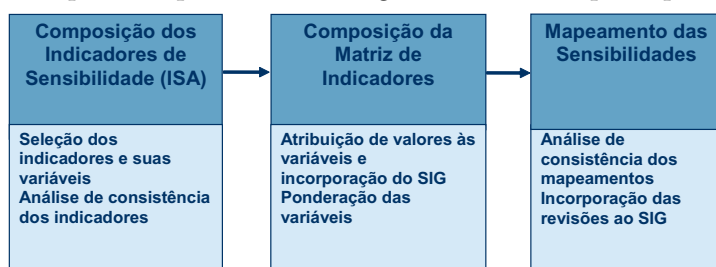 Composição dos
Indicadores de
Sensibilidade (ISA)
Seleção dos
indicadores e suas
variáveis
Análise de consistência
dos indicadores
Composição da
Matriz de
Indicadores
Atribuição de valores às
variáveis e
incorporação do SIG
Ponderação das
variáveis
Mapeamento das
Sensibilidades
Análise de
consistência dos
mapeamentos
Incorporação das
revisões ao SIG